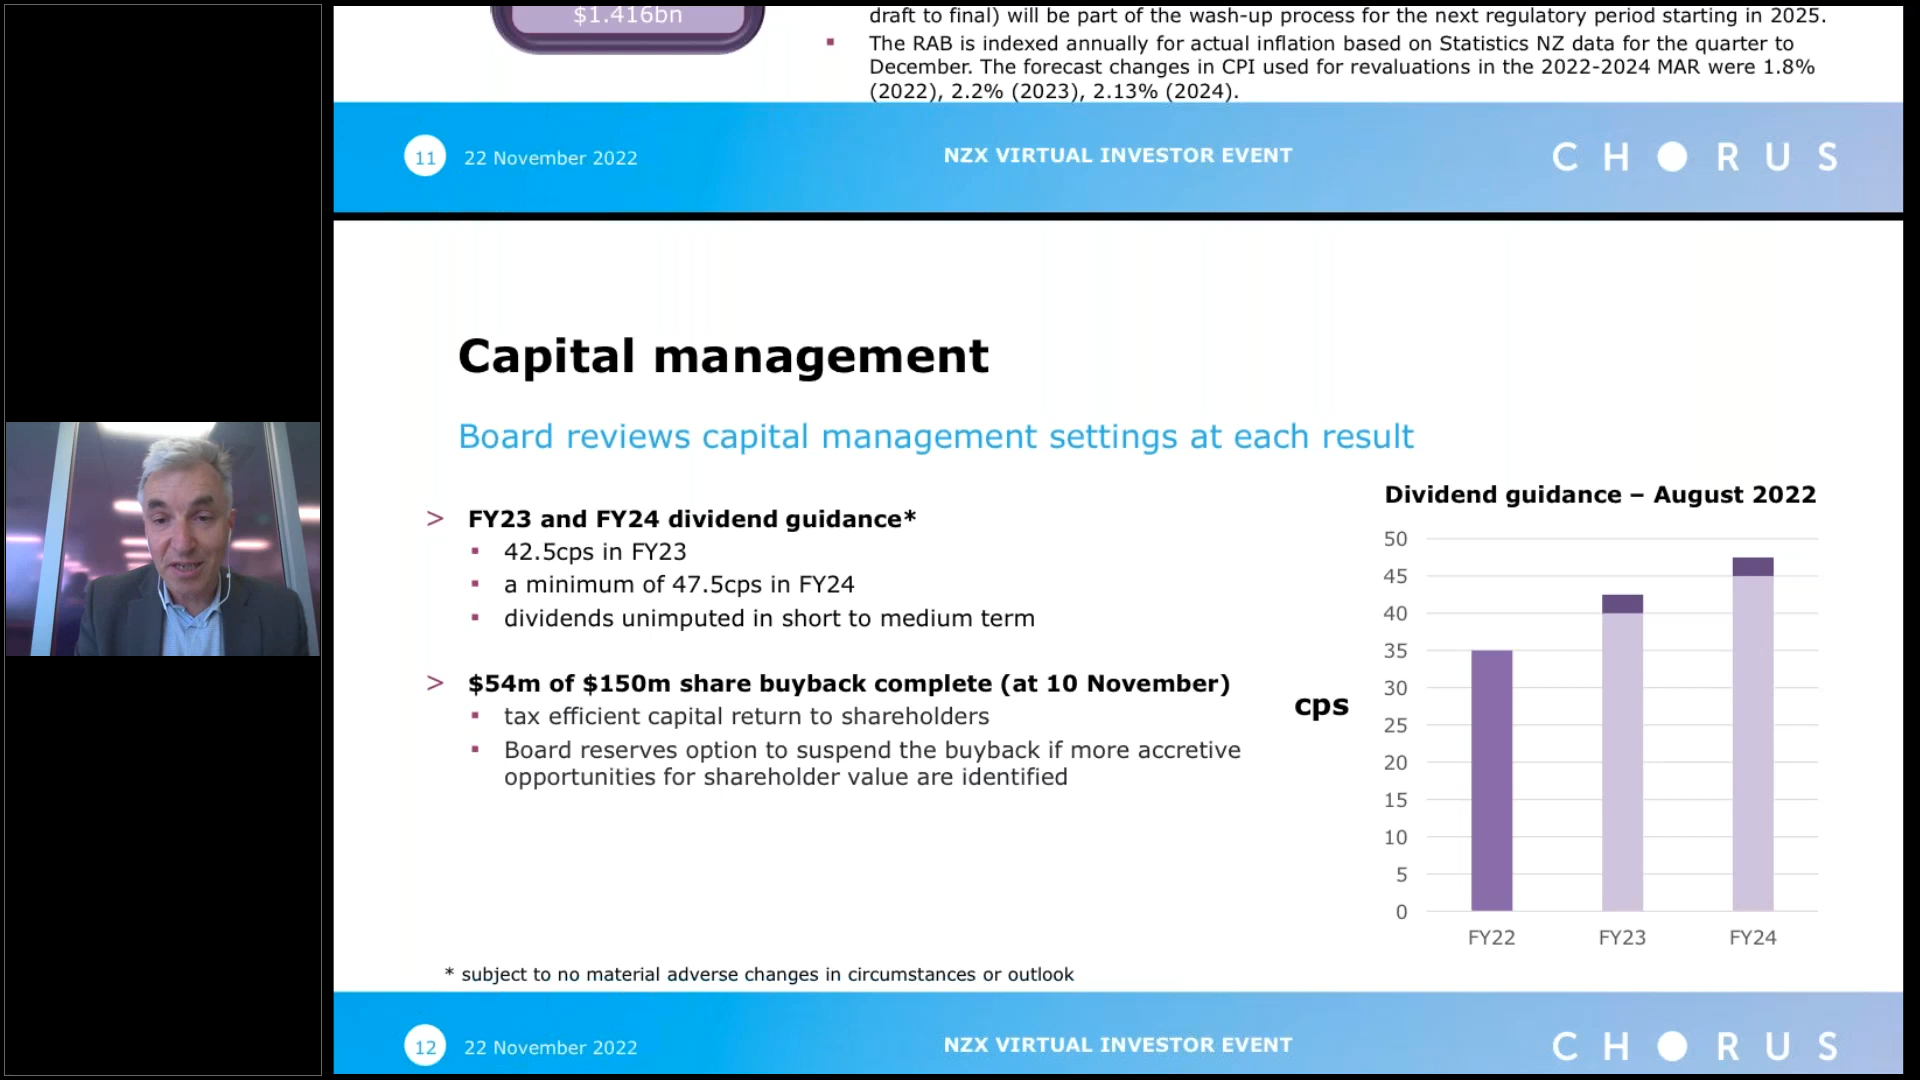 $1.416bn
draft to final) will be part of the wash-up process for the next regulatory period starting in 2025.
▪ The RAB is indexed annually for actual inflation based on Statistics NZ data for the quarter to
December. The forecast changes in CPI used for revaluations in the 2022-2024 MAR were 1.8%
(2022), 2.2% (2023), 2.13% (2024).
11 22 November 2022 NZX VIRTUAL INVESTOR EVENT CHORUS
Capital management
Board reviews capital management settings at each result
> FY23 and FY24 dividend guidance*
▪ 42.5cps in FY23
▪ a minimum of 47.5cps in FY24
▪ dividends unimputed in short to medium term
> $54m of $150m share buyback complete (at 10 November)
▪ tax efficient capital return to shareholders
▪ Board reserves option to suspend the buyback if more accretive
opportunities for shareholder value are identified
Dividend guidance – August 2022
cps
50
45
40
35
30
25
20
15
10
5
0
FY22 FY23 FY24
* subject to no material adverse changes in circumstances or outlook
12 22 November 2022 NZX VIRTUAL INVESTOR EVENT CHORUS